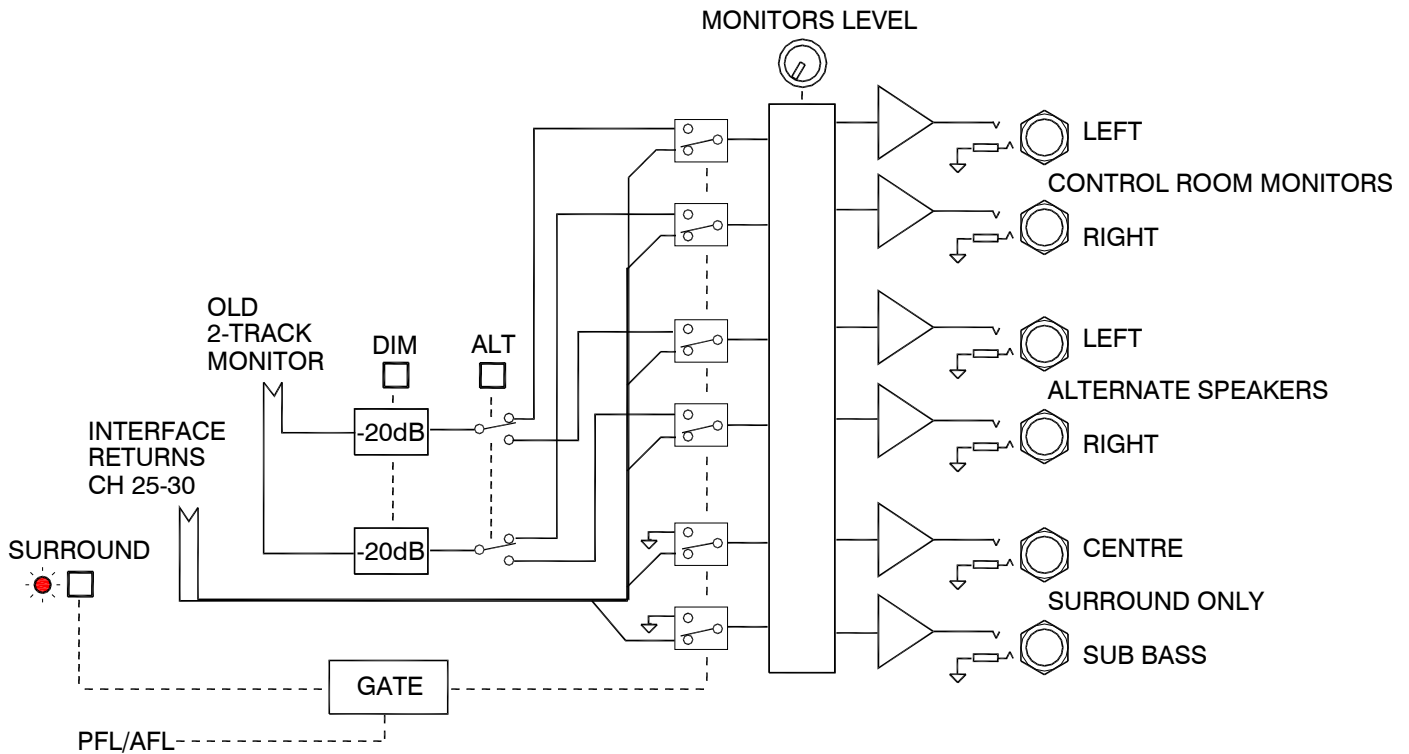 MONITORS LEVEL
LEFT
CONTROL ROOM MONITORS
RIGHT
OLD
2-TRACK
MONITOR
DIM
ALT
LEFT
ALTERNATE SPEAKERS
RIGHT
-20dB
INTERFACE
RETURNS
CH 25-30
-20dB
SURROUND
CENTRE
SURROUND ONLY
SUB BASS
GATE
PFL/AFL